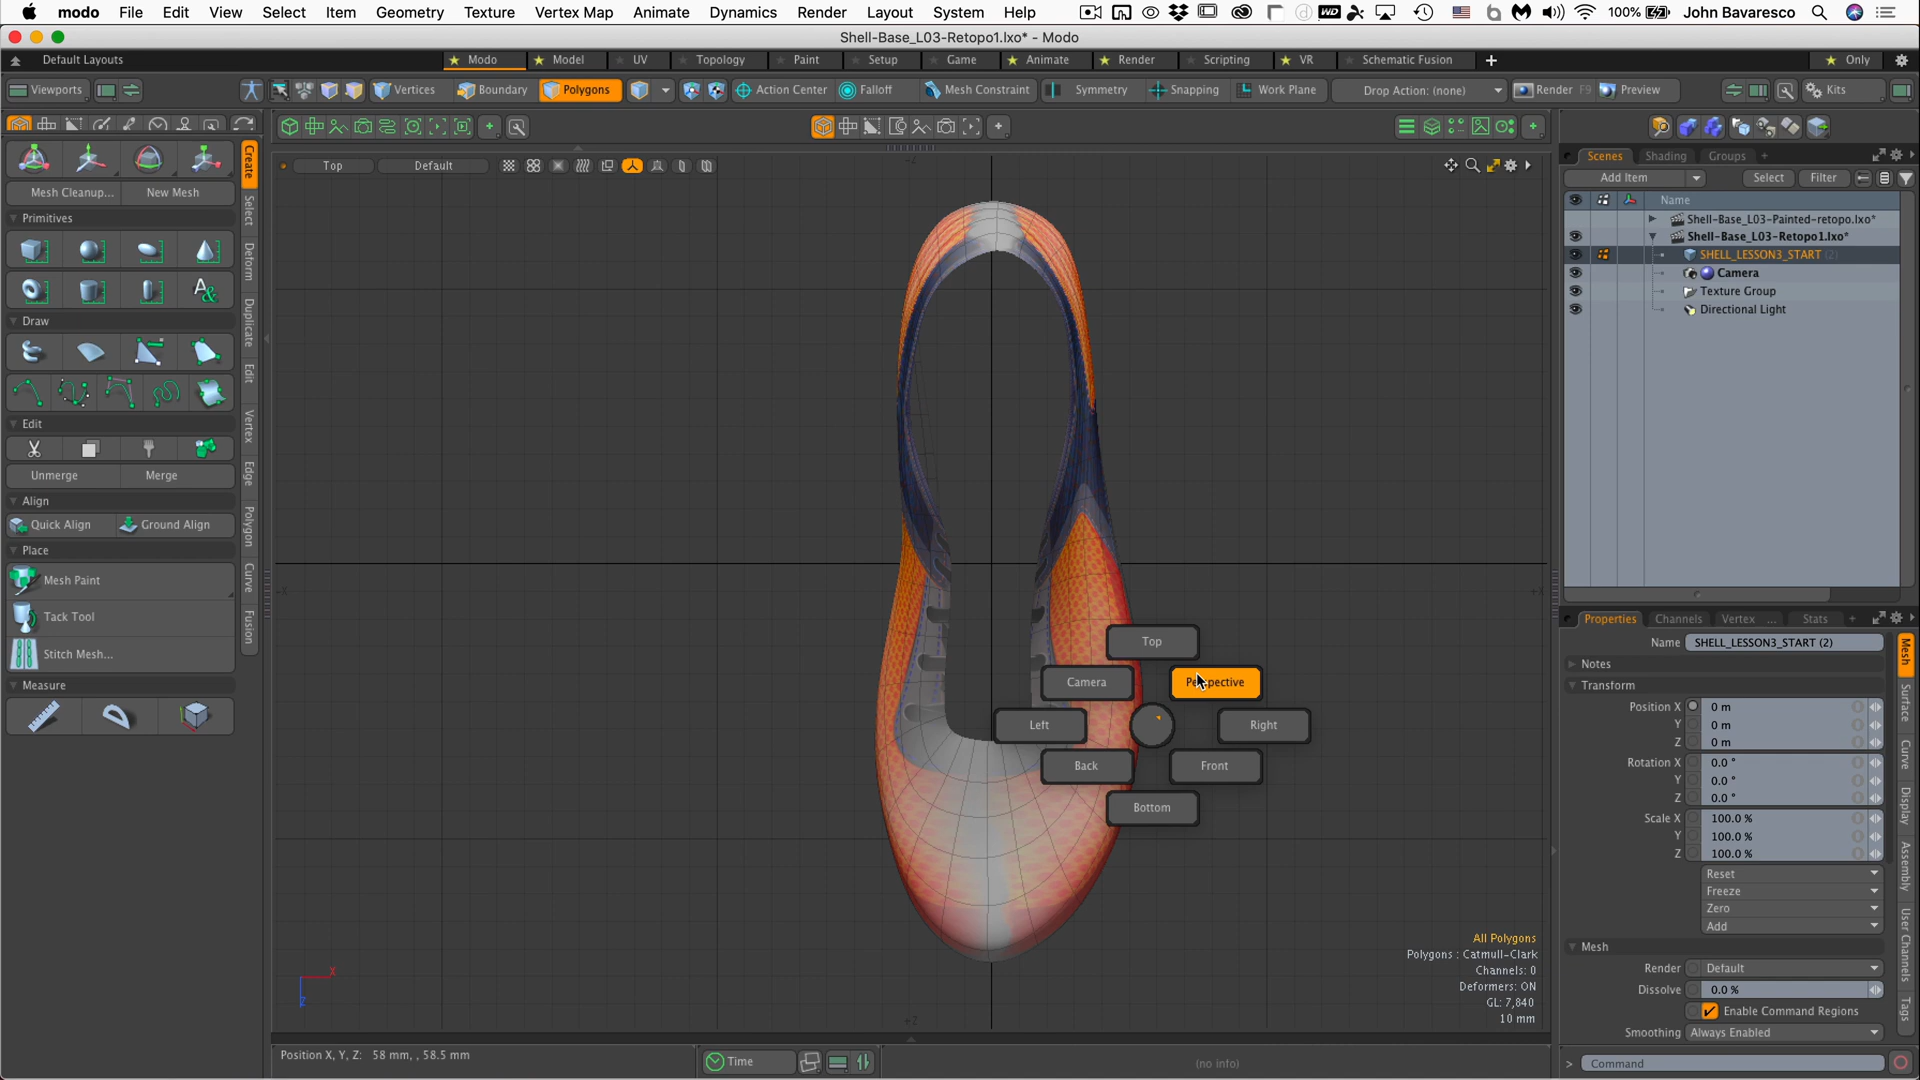 modo File Edit View Select Item Geometry Texture Vertex Map Animate Dynamics Render Layout System Help 100% John Bavaresco
Shell-Base_L03-Retopo1.lxo* - Modo
Default Layouts Modo Model UV Topology Paint Setup Game Animate Render Scripting VR Schematic Fusion + Only
Viewports Vertices Boundary Polygons Action Center Falloff Mesh Constraint Symmetry Snapping Work Plane Drop Action: (none) Render F9 Preview Kits
Top Default
Scenes Shading Groups +
Add Item Select Filter
Name
Shell-Base_L03-Painted-retopo.lxo*
Shell-Base_L03-Retopo1.lxo*
SHELL_LESSON3_START (2)
Camera
Texture Group
Directional Light
Mesh Cleanup... New Mesh
Primitives
Draw
Edit
Unmerge Merge
Align
Quick Align Ground Align
Place
Mesh Paint
Tack Tool
Stitch Mesh...
Measure
Create
Select
Deform
Duplicate
Edit
Vertex
Edge
Polygon
Curve
Fusion
Top
Camera Perspective
Left Right
Back Front
Bottom
All Polygons
Polygons : Catmull-Clark
Channels: 0
Deformers: ON
GL: 7,840
10 mm
X
Z
-X
+X
-Z
+Z
Properties Channels Vertex ... Stats +
Name SHELL_LESSON3_START (2)
Notes
Transform
Position X 0 m
Y 0 m
Z 0 m
Rotation X 0.0 °
Y 0.0 °
Z 0.0 °
Scale X 100.0 %
Y 100.0 %
Z 100.0 %
Reset
Freeze
Zero
Add
Mesh
Render Default
Dissolve 0.0 %
Enable Command Regions
Smoothing Always Enabled
Mesh
Surface
Curve
Display
Assembly
User Channels
Tags
Position X, Y, Z: 58 mm, , 58.5 mm
Time
(no info)
> Command